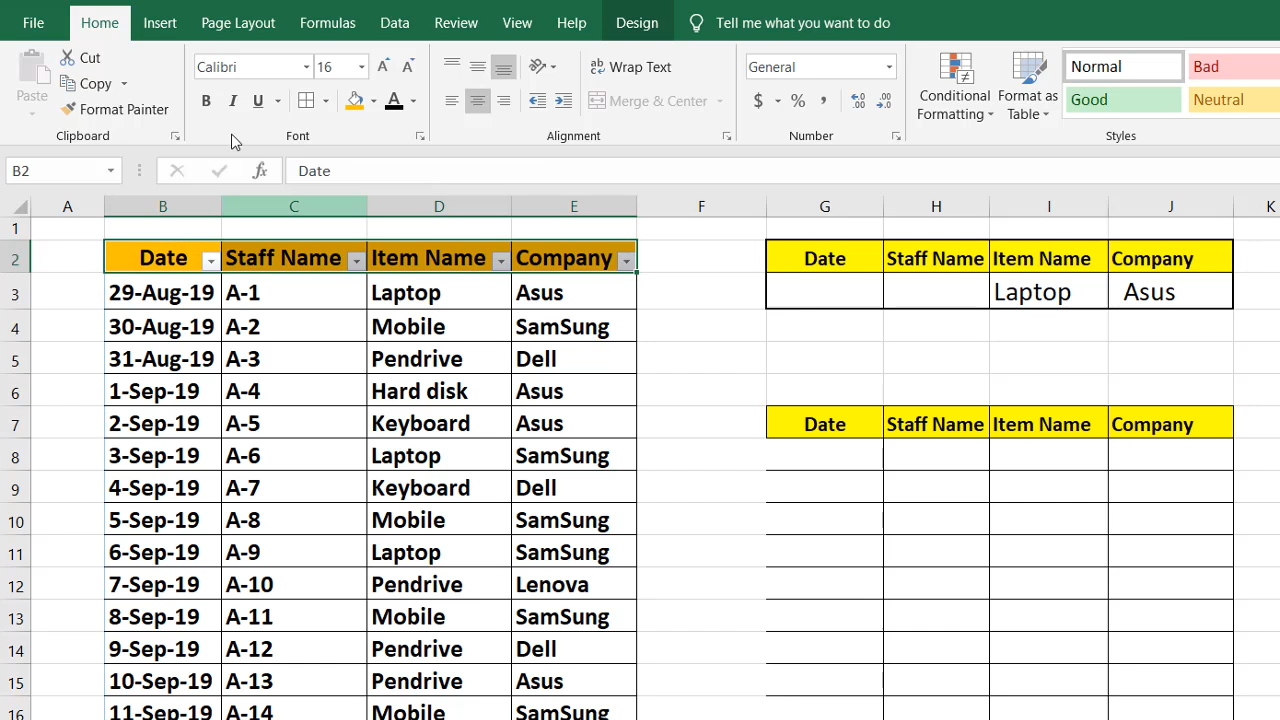 File Home Insert Page Layout Formulas Data Review View Help Design Tell me what you want to do
Paste
Cut
Copy
Format Painter
Clipboard
Calibri 16
B I U A
Font
Wrap Text
Merge & Center
Alignment
General
$ % ,
Number
Conditional Formatting
Format as Table
Normal Bad
Good Neutral
Styles
B2 fx Date
A B C D E F G H I J K
1
2 Date Staff Name Item Name Company Date Staff Name Item Name Company
3 29-Aug-19 A-1 Laptop Asus Laptop Asus
4 30-Aug-19 A-2 Mobile SamSung
5 31-Aug-19 A-3 Pendrive Dell
6 1-Sep-19 A-4 Hard disk Asus
7 2-Sep-19 A-5 Keyboard Asus Date Staff Name Item Name Company
8 3-Sep-19 A-6 Laptop SamSung
9 4-Sep-19 A-7 Keyboard Dell
10 5-Sep-19 A-8 Mobile SamSung
11 6-Sep-19 A-9 Laptop SamSung
12 7-Sep-19 A-10 Pendrive Lenova
13 8-Sep-19 A-11 Mobile SamSung
14 9-Sep-19 A-12 Pendrive Dell
15 10-Sep-19 A-13 Pendrive Asus
16 11-Sep-19 A-14 Mobile SamSung